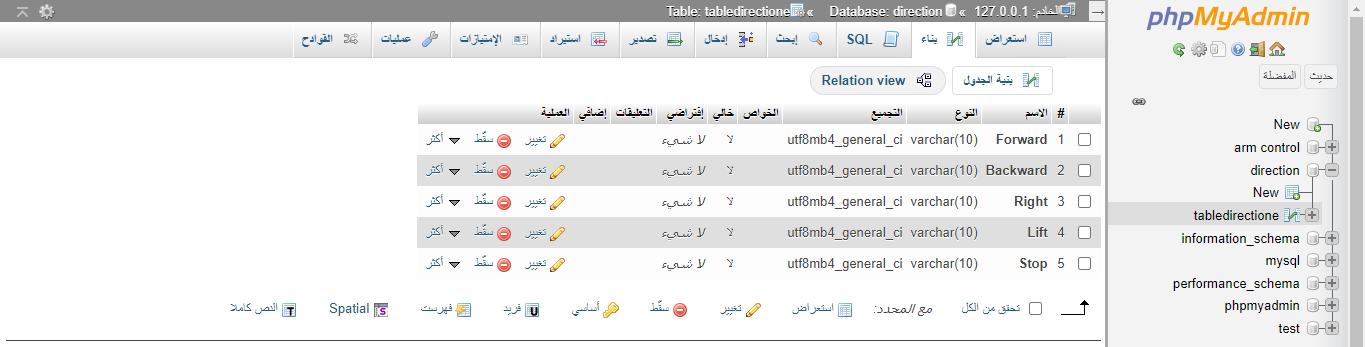 phpMyAdmin
حديث المفضلة
New
arm control
direction
New
tabledirectione
information_schema
mysql
performance_schema
phpmyadmin
test
الخادم: 127.0.0.1 » Database: direction » Table: tabledirectione
استعراض بناء SQL إبحث إدخال تصدير استيراد الإمتيازات عمليات القوادح
بنية الجدول Relation view
# الاسم النوع التجميع الخواص خالي إفتراضي التعليقات إضافي العملية
1 Forward varchar(10) utf8mb4_general_ci لا لا شيء تغيير سقّط أكثر
2 Backward varchar(10) utf8mb4_general_ci لا لا شيء تغيير سقّط أكثر
3 Right varchar(10) utf8mb4_general_ci لا لا شيء تغيير سقّط أكثر
4 Lift varchar(10) utf8mb4_general_ci لا لا شيء تغيير سقّط أكثر
5 Stop varchar(10) utf8mb4_general_ci لا لا شيء تغيير سقّط أكثر
تحقق من الكل مع المحدد: استعراض تغيير سقّط أساسي فريد فهرست Spatial النص كاملا